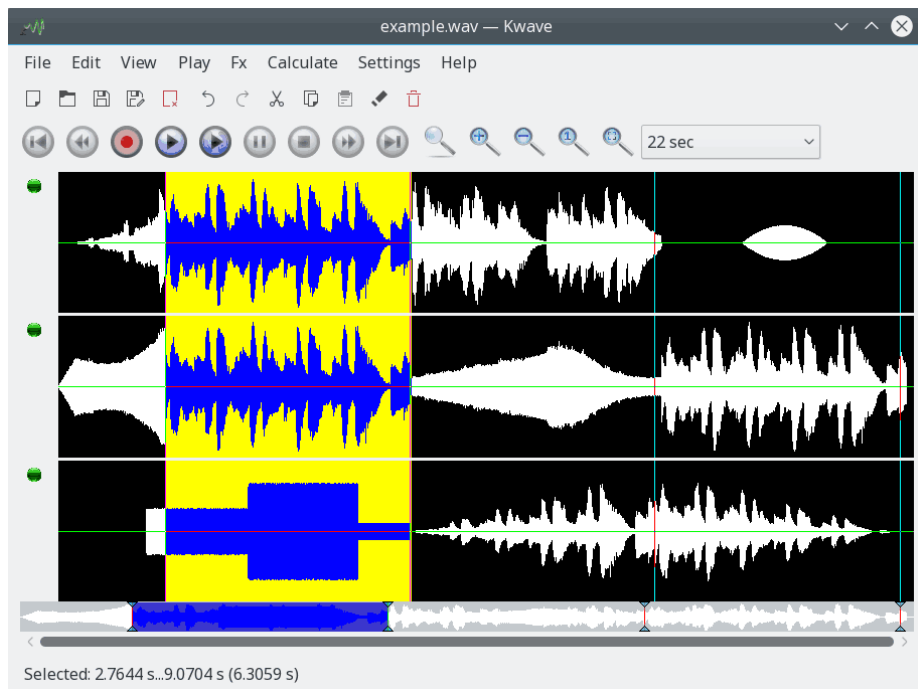 example.wav — Kwave
File Edit View Play Fx Calculate Settings Help
1
22 sec
Selected: 2.7644 s...9.0704 s (6.3059 s)